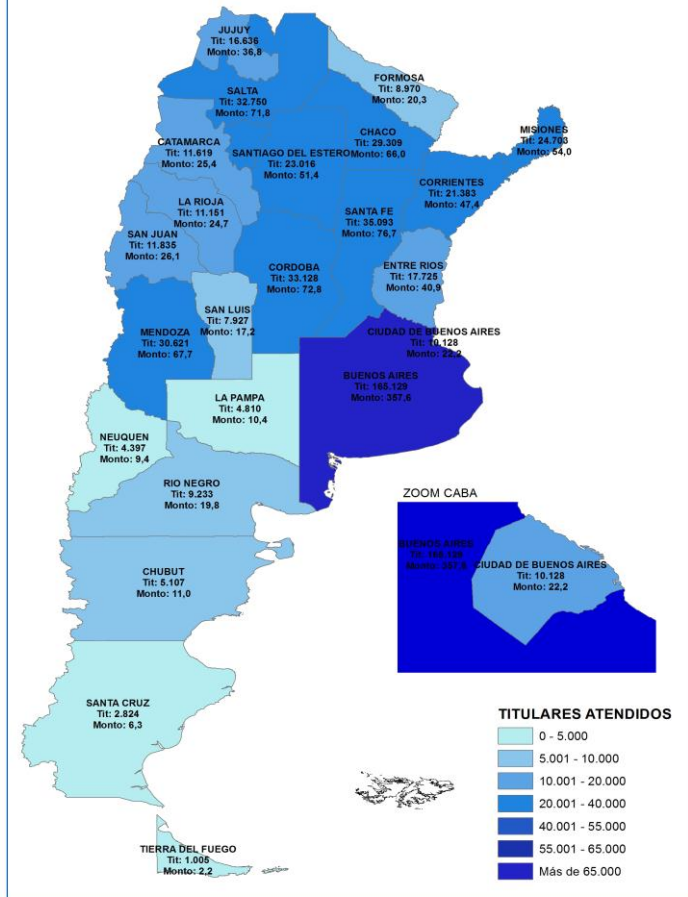 JUJUY
Tit: 16.636
Monto: 36,8
SALTA
Tit: 32.750
Monto: 71,8
FORMOSA
Tit: 8.970
Monto: 20,3
CHACO
Tit: 29.309
Monto: 66,0
MISIONES
Tit: 24.703
Monto: 54,0
CATAMARCA
Tit: 11.619
Monto: 25,4
SANTIAGO DEL ESTERO
Tit: 23.016
Monto: 51,4
CORRIENTES
Tit: 21.383
Monto: 47,4
LA RIOJA
Tit: 11.151
Monto: 24,7
SANTA FE
Tit: 35.093
Monto: 76,7
SAN JUAN
Tit: 11.835
Monto: 26,1
CORDOBA
Tit: 33.128
Monto: 72,8
ENTRE RIOS
Tit: 17.725
Monto: 40,9
SAN LUIS
Tit: 7.927
Monto: 17,2
MENDOZA
Tit: 30.621
Monto: 67,7
CIUDAD DE BUENOS AIRES
Tit: 10.128
Monto: 22,2
BUENOS AIRES
Tit: 165.129
Monto: 357,6
LA PAMPA
Tit: 4.810
Monto: 10,4
NEUQUEN
Tit: 4.397
Monto: 9,4
RIO NEGRO
Tit: 9.233
Monto: 19,8
CHUBUT
Tit: 5.107
Monto: 11,0
SANTA CRUZ
Tit: 2.824
Monto: 6,3
TIERRA DEL FUEGO
Tit: 1.005
Monto: 2,2
ZOOM CABA
BUENOS AIRES
Tit: 165.129
Monto: 357,6
CIUDAD DE BUENOS AIRES
Tit: 10.128
Monto: 22,2
TITULARES ATENDIDOS
0 - 5.000
5.001 - 10.000
10.001 - 20.000
20.001 - 40.000
40.001 - 55.000
55.001 - 65.000
Más de 65.000